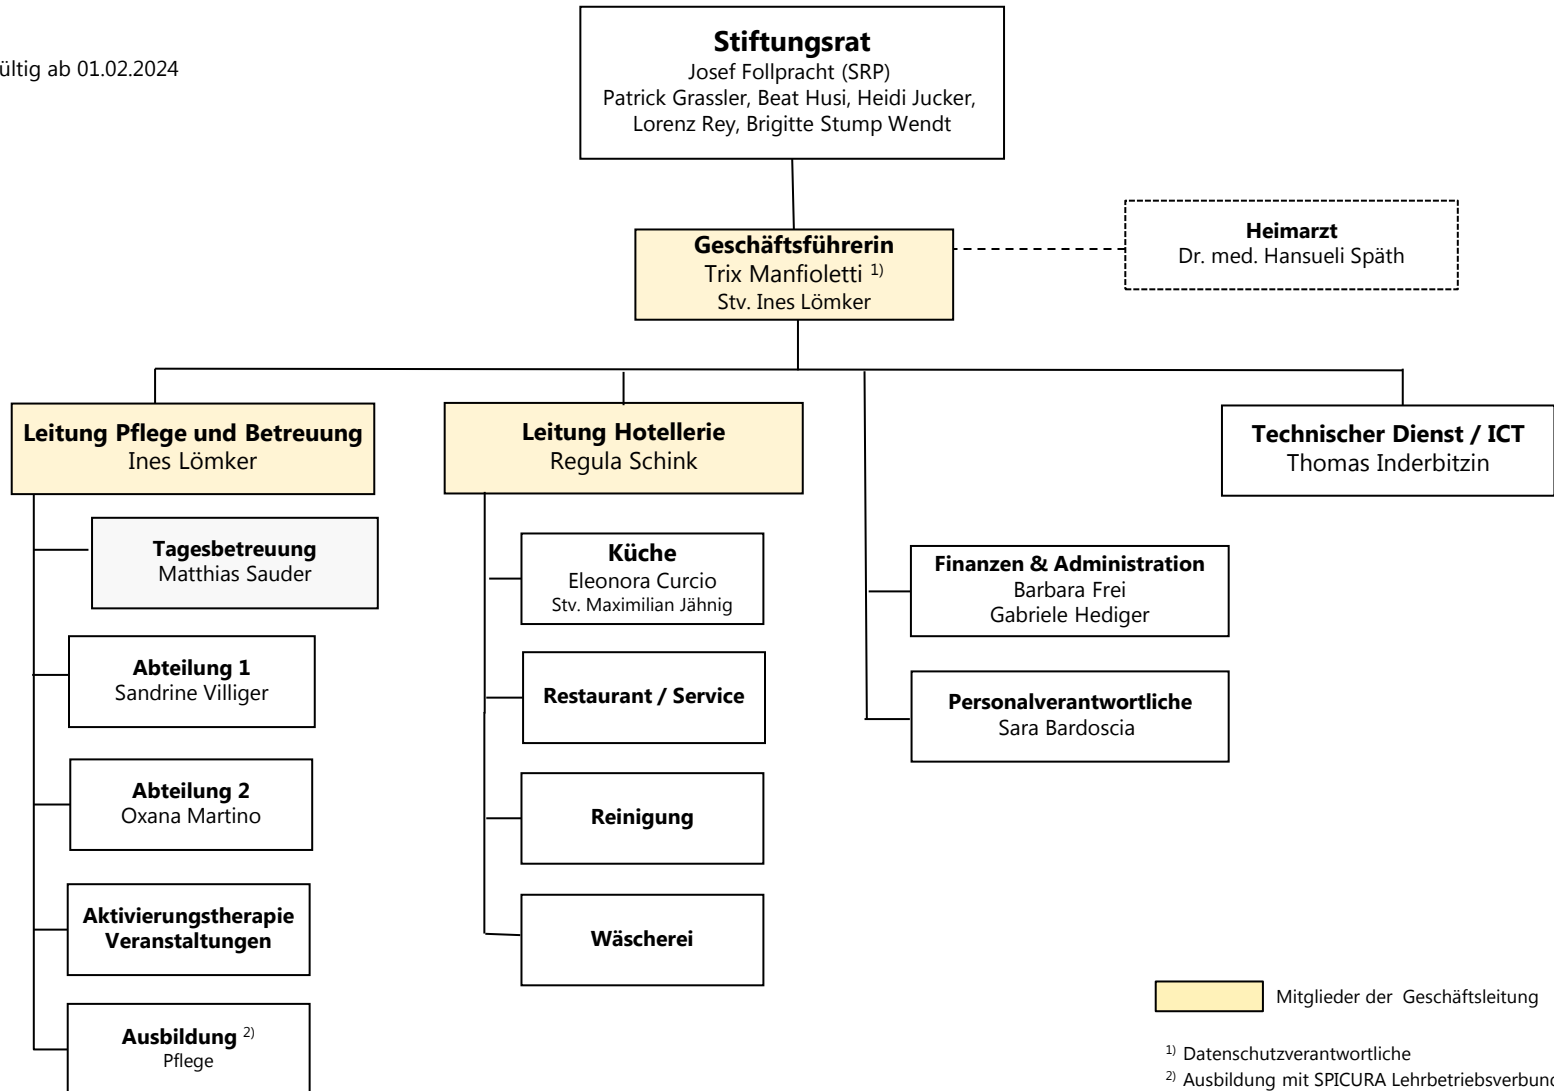 ültig ab 01.02.2024
Stiftungsrat
Josef Follpracht (SRP)
Patrick Grassler, Beat Husi, Heidi Jucker,
Lorenz Rey, Brigitte Stump Wendt
Geschäftsführerin
Trix Manfioletti 1)
Stv. Ines Lömker
Heimarzt
Dr. med. Hansueli Späth
Leitung Pflege und Betreuung
Ines Lömker
Tagesbetreuung
Matthias Sauder
Abteilung 1
Sandrine Villiger
Abteilung 2
Oxana Martino
Aktivierungstherapie
Veranstaltungen
Ausbildung 2)
Pflege
Leitung Hotellerie
Regula Schink
Küche
Eleonora Curcio
Stv. Maximilian Jähnig
Restaurant / Service
Reinigung
Wäscherei
Finanzen & Administration
Barbara Frei
Gabriele Hediger
Personalverantwortliche
Sara Bardoscia
Technischer Dienst / ICT
Thomas Inderbitzin
Mitglieder der Geschäftsleitung
1) Datenschutzverantwortliche
2) Ausbildung mit SPICURA Lehrbetriebsverbund